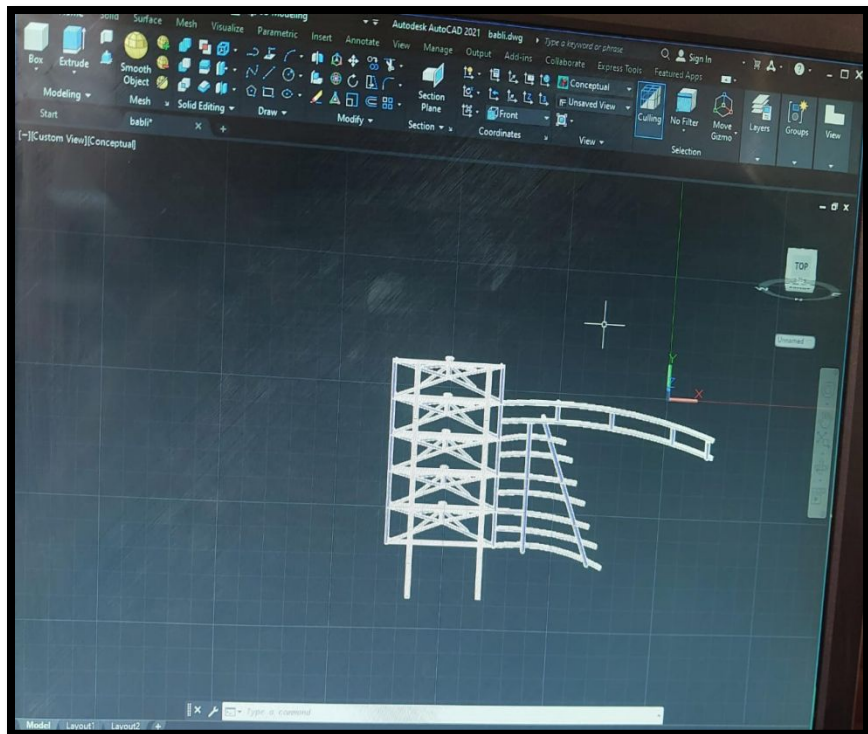 Autodesk AutoCAD 2021 babli.dwg
Type a keyword or phrase
Sign In
Solid Surface Mesh Visualize Parametric Insert Annotate View Manage Output Add-ins Collaborate Express Tools Featured Apps
Box Extrude
Smooth Object
Section Plane
Conceptual
Unsaved View
Front
Culling No Filter Move Gizmo Layers Groups View
Modeling Mesh Solid Editing Draw Modify Section Coordinates View Selection
Start babli* +
[-][Custom View][Conceptual]
TOP
Unnamed
Y
Z
X
Type a command
Model Layout1 Layout2 +